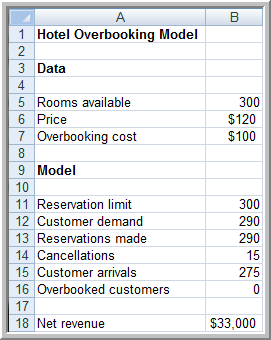 A B
1 Hotel Overbooking Model
2
3 Data
4
5 Rooms available 300
6 Price $120
7 Overbooking cost $100
8
9 Model
10
11 Reservation limit 300
12 Customer demand 290
13 Reservations made 290
14 Cancellations 15
15 Customer arrivals 275
16 Overbooked customers 0
17
18 Net revenue $33,000